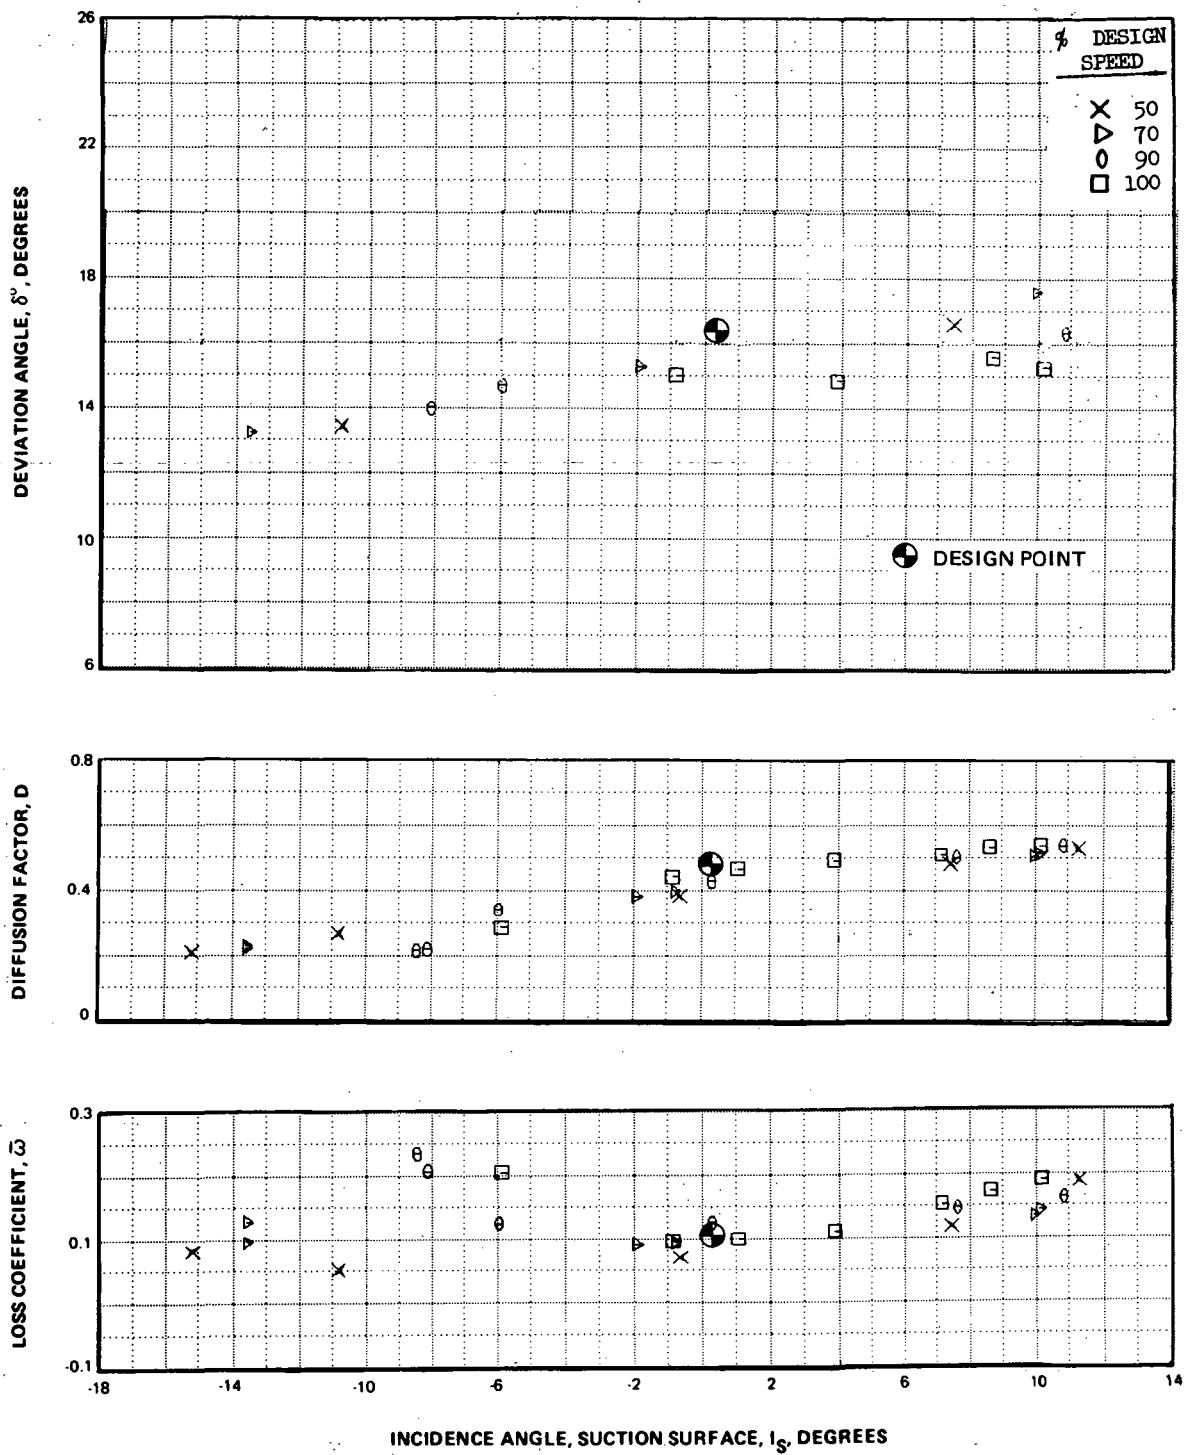 26
22
18
14
10
6
DEVIATION ANGLE, δ°, DEGREES
% DESIGN
SPEED
50
70
90
100
DESIGN POINT
0.8
0.4
0
DIFFUSION FACTOR, D
0.3
0.1
-0.1
LOSS COEFFICIENT, ω̄
-18 -14 -10 -6 -2 2 6 10 14
INCIDENCE ANGLE, SUCTION SURFACE, I_S, DEGREES